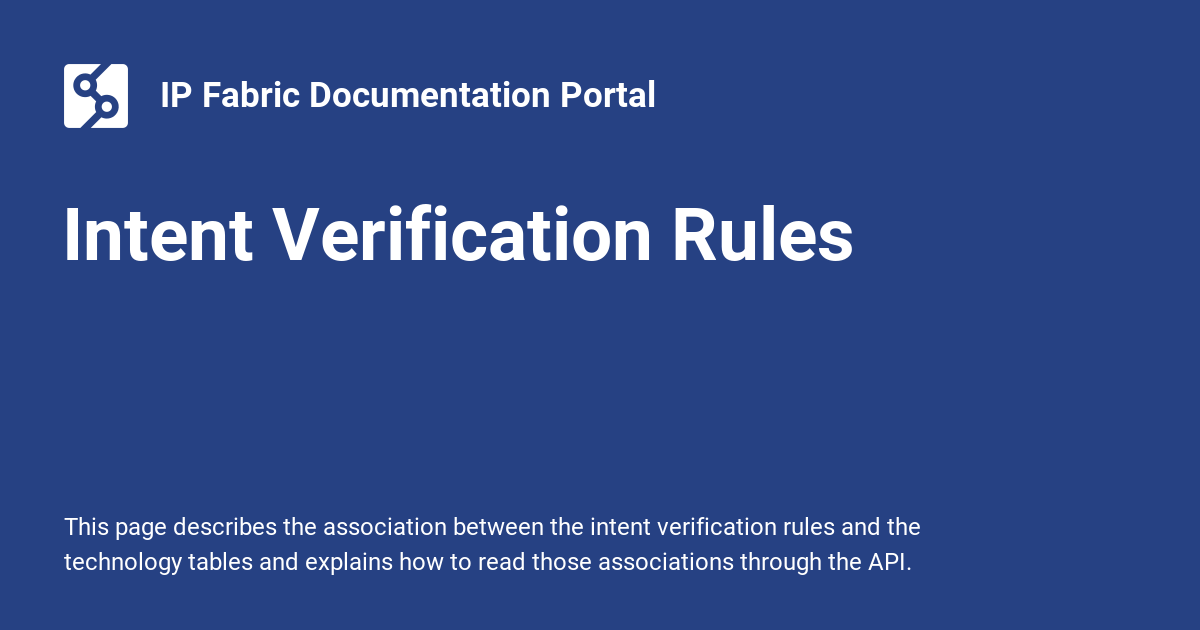 IP Fabric Documentation Portal
Intent Verification Rules
This page describes the association between the intent verification rules and the
technology tables and explains how to read those associations through the API.